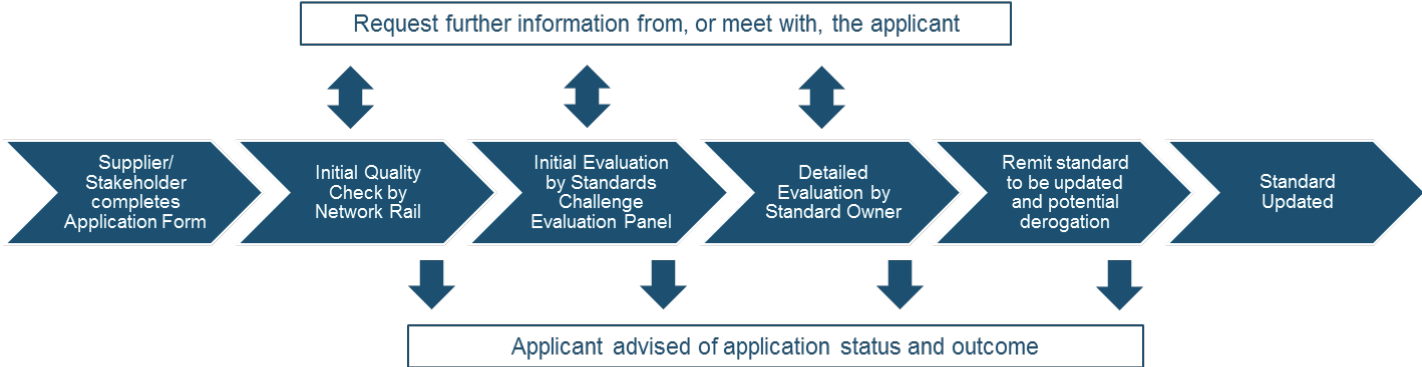 Request further information from, or meet with, the applicant
Supplier/
Stakeholder
completes
Application Form
Initial Quality
Check by
Network Rail
Initial Evaluation
by Standards
Challenge
Evaluation Panel
Detailed
Evaluation by
Standard Owner
Remit standard
to be updated
and potential
derogation
Standard
Updated
Applicant advised of application status and outcome